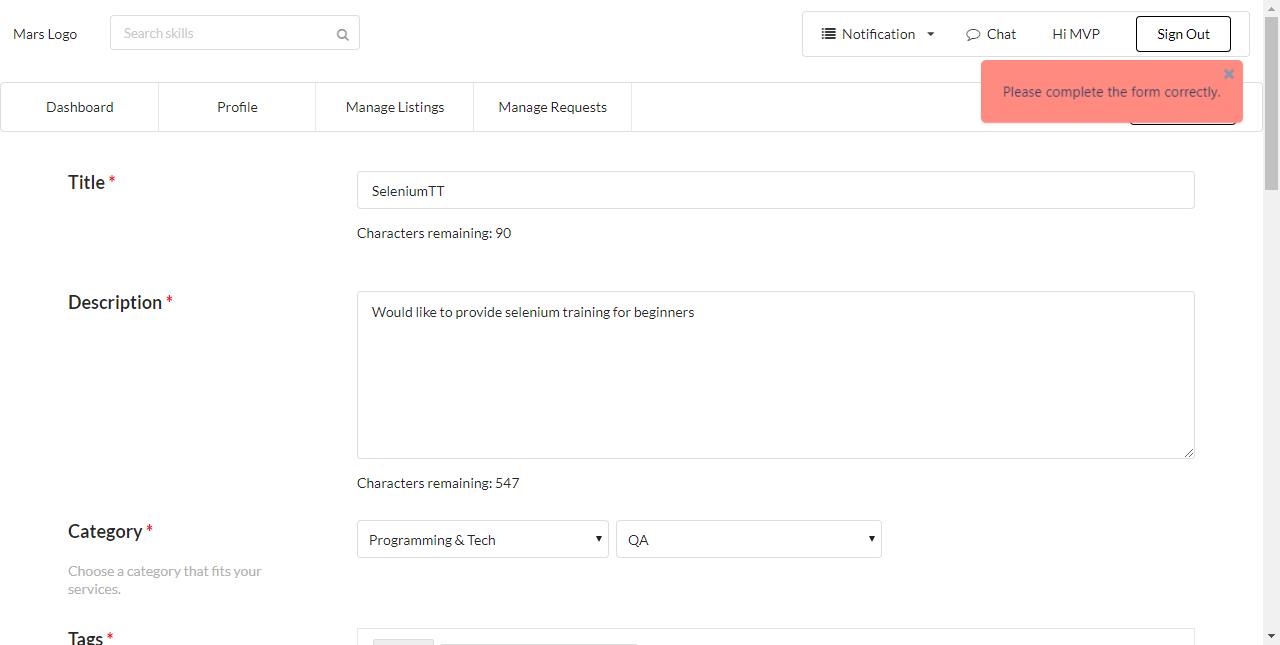 Mars Logo
Search skills
Notification
Chat
Hi MVP
Sign Out
Please complete the form correctly.
Dashboard
Profile
Manage Listings
Manage Requests
Title *
SeleniumTT
Characters remaining: 90
Description *
Would like to provide selenium training for beginners
Characters remaining: 547
Category *
Programming & Tech
QA
Choose a category that fits your
services.
Tags *